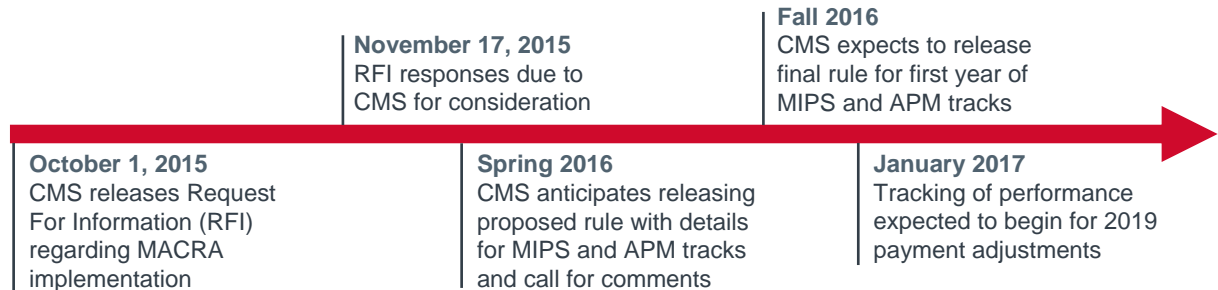 October 1, 2015
CMS releases Request
For Information (RFI)
regarding MACRA
implementation
November 17, 2015
RFI responses due to
CMS for consideration
Spring 2016
CMS anticipates releasing
proposed rule with details
for MIPS and APM tracks
and call for comments
Fall 2016
CMS expects to release
final rule for first year of
MIPS and APM tracks
January 2017
Tracking of performance
expected to begin for 2019
payment adjustments